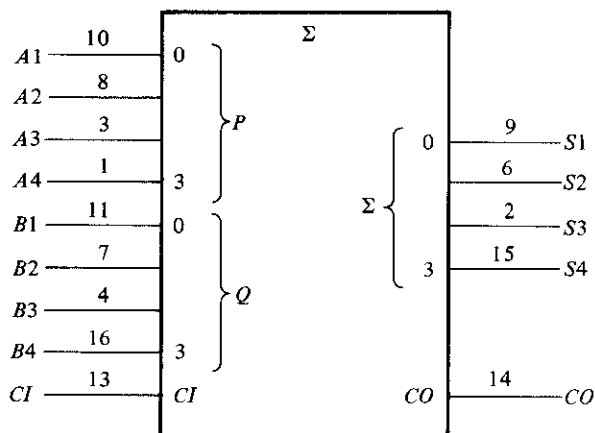 Σ
A1 10 0
A2 8
A3 3
A4 1 3
P
B1 11 0
B2 7
B3 4
B4 16 3
Q
CI 13 CI
Σ
0 9 S1
6 S2
2 S3
3 15 S4
CO 14 CO